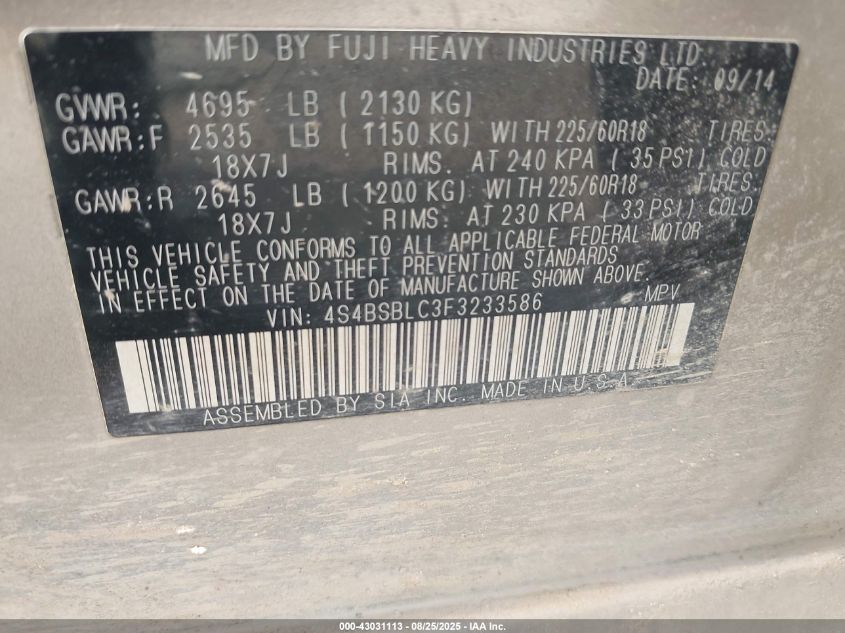 MFD BY FUJI HEAVY INDUSTRIES LTD.
DATE: 09/14
GVWR: 4695 LB (2130 KG)
GAWR:F 2535 LB (1150 KG) WITH 225/60R18 TIRES.
18X7J RIMS. AT 240 KPA (35 PSI) COLD
GAWR:R 2645 LB (1200 KG) WITH 225/60R18 TIRES.
18X7J RIMS. AT 230 KPA (33 PSI) COLD.
THIS VEHICLE CONFORMS TO ALL APPLICABLE FEDERAL MOTOR
VEHICLE SAFETY AND THEFT PREVENTION STANDARDS
IN EFFECT ON THE DATE OF MANUFACTURE SHOWN ABOVE.
VIN: 4S4BSBLC3F3233586 MPV
ASSEMBLED BY SIA INC. MADE IN U.S.A.
000-43031113 - 08/25/2025 - IAA Inc.